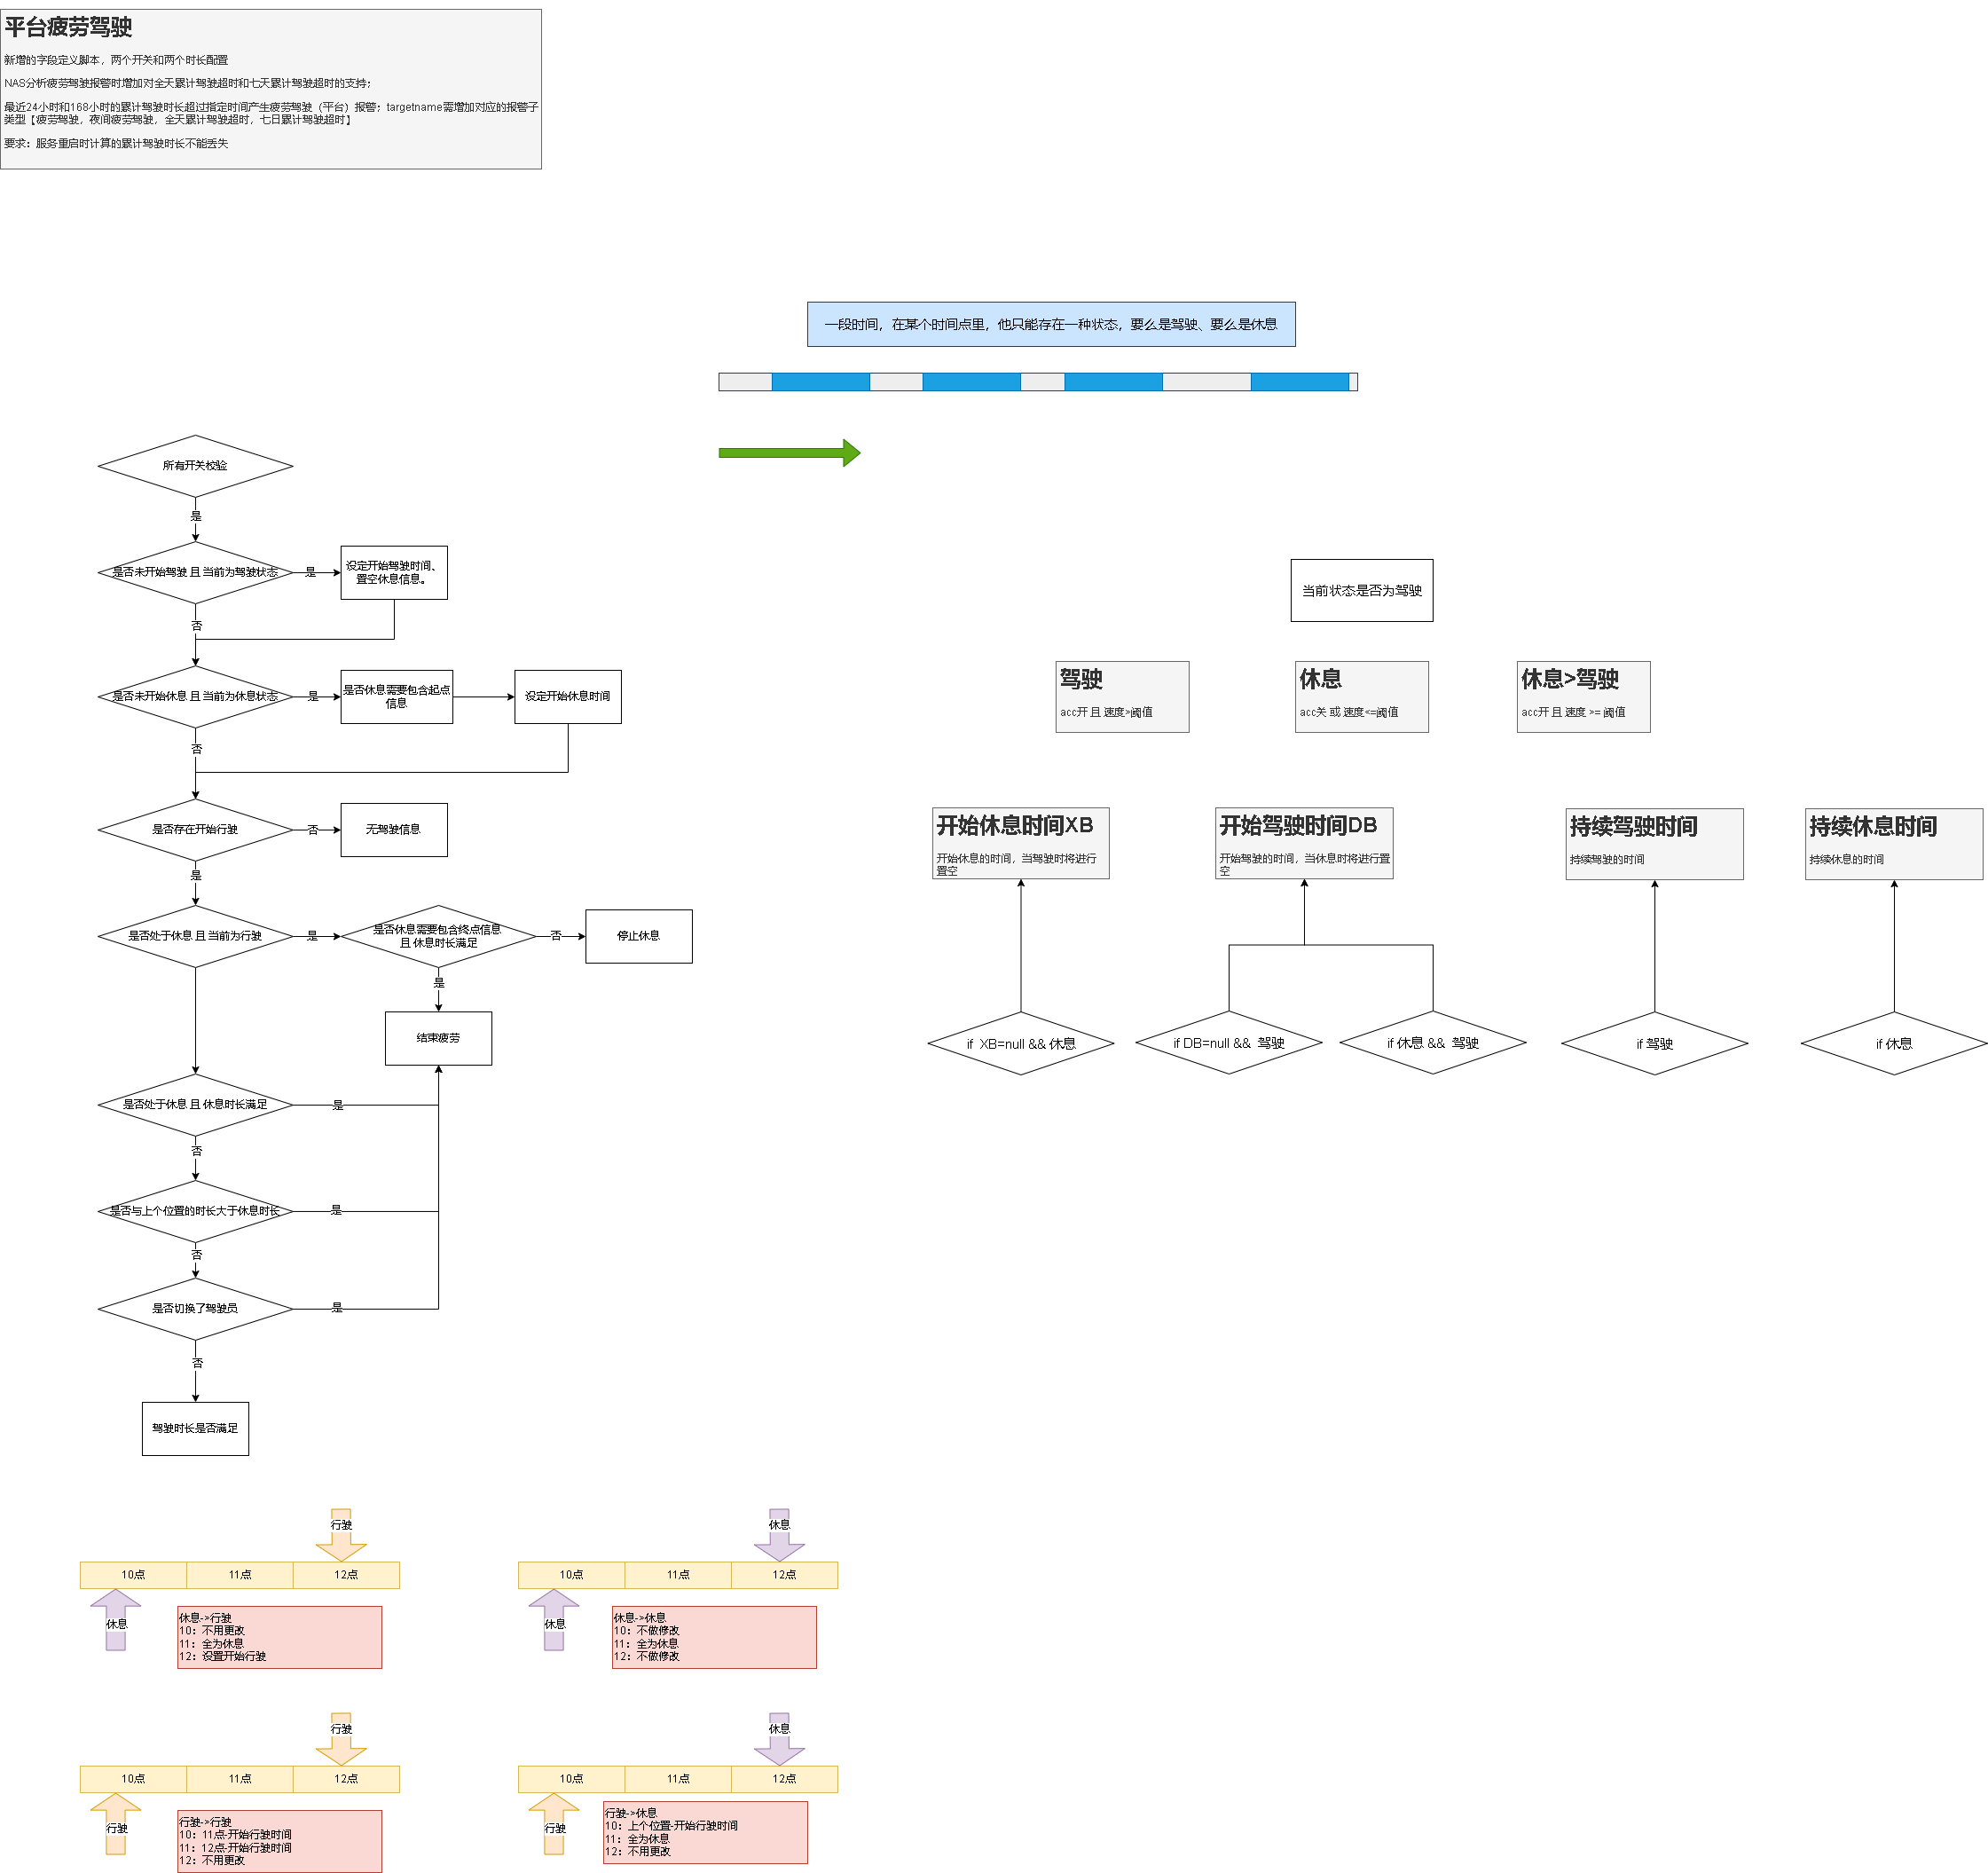 平台疲劳驾驶
新增的字段定义脚本，两个开关和两个时长配置
NAS分析疲劳驾驶报警时增加对全天累计驾驶超时和七天累计驾驶超时的支持；
最近24小时和168小时的累计驾驶时长超过指定时间产生疲劳驾驶（平台）报警；targetname需增加对应的报警子
类型【疲劳驾驶，夜间疲劳驾驶，全天累计驾驶超时，七日累计驾驶超时】
要求：服务重启时计算的累计驾驶时长不能丢失
一段时间，在某个时间点里，他只能存在一种状态，要么是驾驶、要么是休息
所有开关校验
是
是否未开始驾驶 且 当前为驾驶状态
是
设定开始驾驶时间、
置空休息信息。
否
是否未开始休息 且 当前为休息状态
是
是否休息需要包含起点
信息
设定开始休息时间
否
是否存在开始行驶
否
无驾驶信息
是
是否处于休息 且 当前为行驶
是
是否休息需要包含终点信息
且 休息时长满足
否
停止休息
是
结束疲劳
是否处于休息 且 休息时长满足
是
否
是否与上个位置的时长大于休息时长
是
否
是否切换了驾驶员
是
否
驾驶时长是否满足
当前状态是否为驾驶
驾驶
acc开 且 速度>阈值
休息
acc关 或 速度<=阈值
休息>驾驶
acc开 且 速度 >= 阈值
开始休息时间XB
开始休息的时间，当驾驶时将进行
置空
开始驾驶时间DB
开始驾驶的时间，当休息时将进行置
空
持续驾驶时间
持续驾驶的时间
持续休息时间
持续休息的时间
if XB=null && 休息
if DB=null && 驾驶
if 休息 && 驾驶
if 驾驶
if 休息
行驶
10点
11点
12点
休息
休息->行驶
10：不用更改
11：全为休息
12：设置开始行驶
休息
10点
11点
12点
休息
休息->休息
10：不做修改
11：全为休息
12：不做修改
行驶
10点
11点
12点
行驶
行驶->行驶
10：11点-开始行驶时间
11：12点-开始行驶时间
12：不用更改
休息
10点
11点
12点
行驶
行驶->休息
10：上个位置-开始行驶时间
11：全为休息
12：不用更改